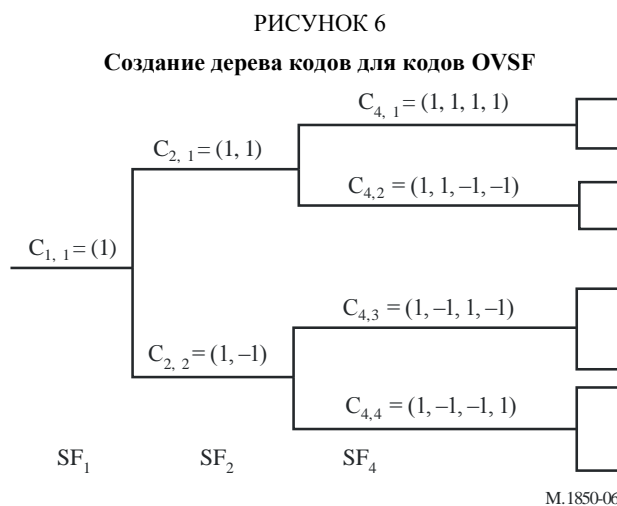 РИСУНОК 6
Создание дерева кодов для кодов OVSF
C4, 1 = (1, 1, 1, 1)
C2, 1 = (1, 1)
C4,2 = (1, 1, –1, –1)
C1, 1 = (1)
C4,3 = (1, –1, 1, –1)
C2, 2 = (1, –1)
C4,4 = (1, –1, –1, 1)
SF1 SF2 SF4
M.1850-06